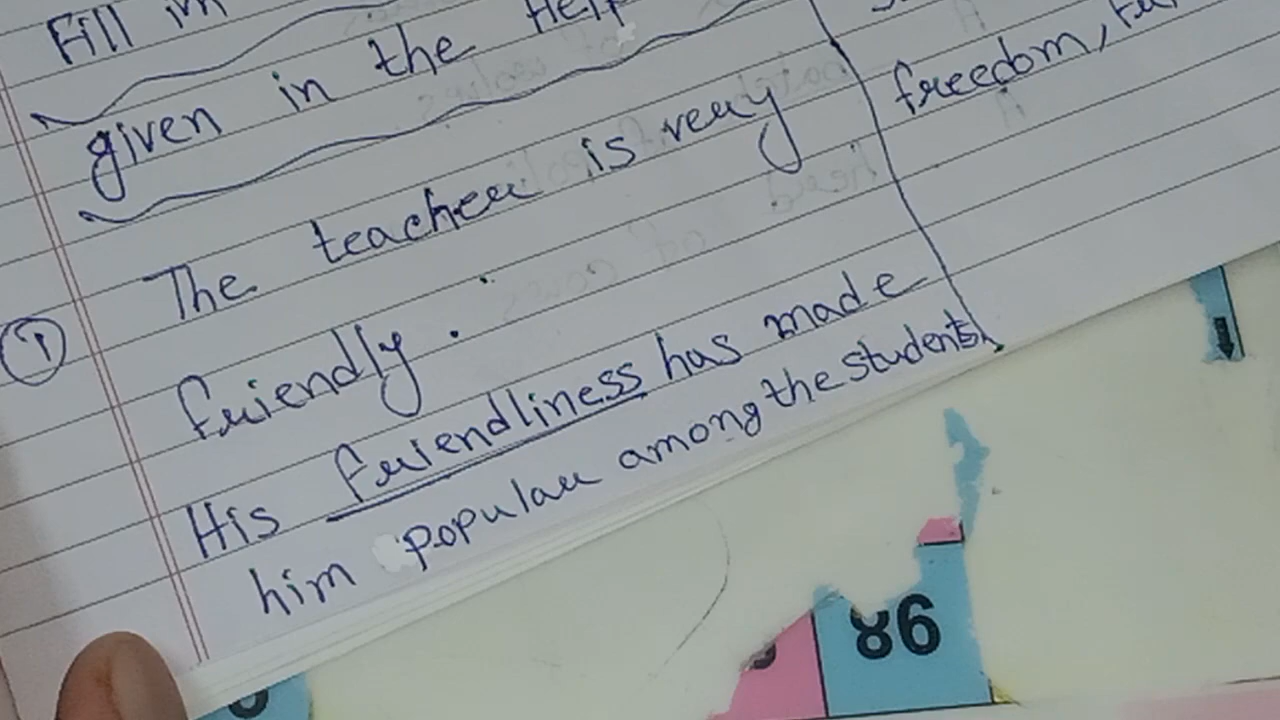 Fill in
given in the Help
freedom,
① The teacher is very
friendly.
His friendliness has made
him popular among the students.
86